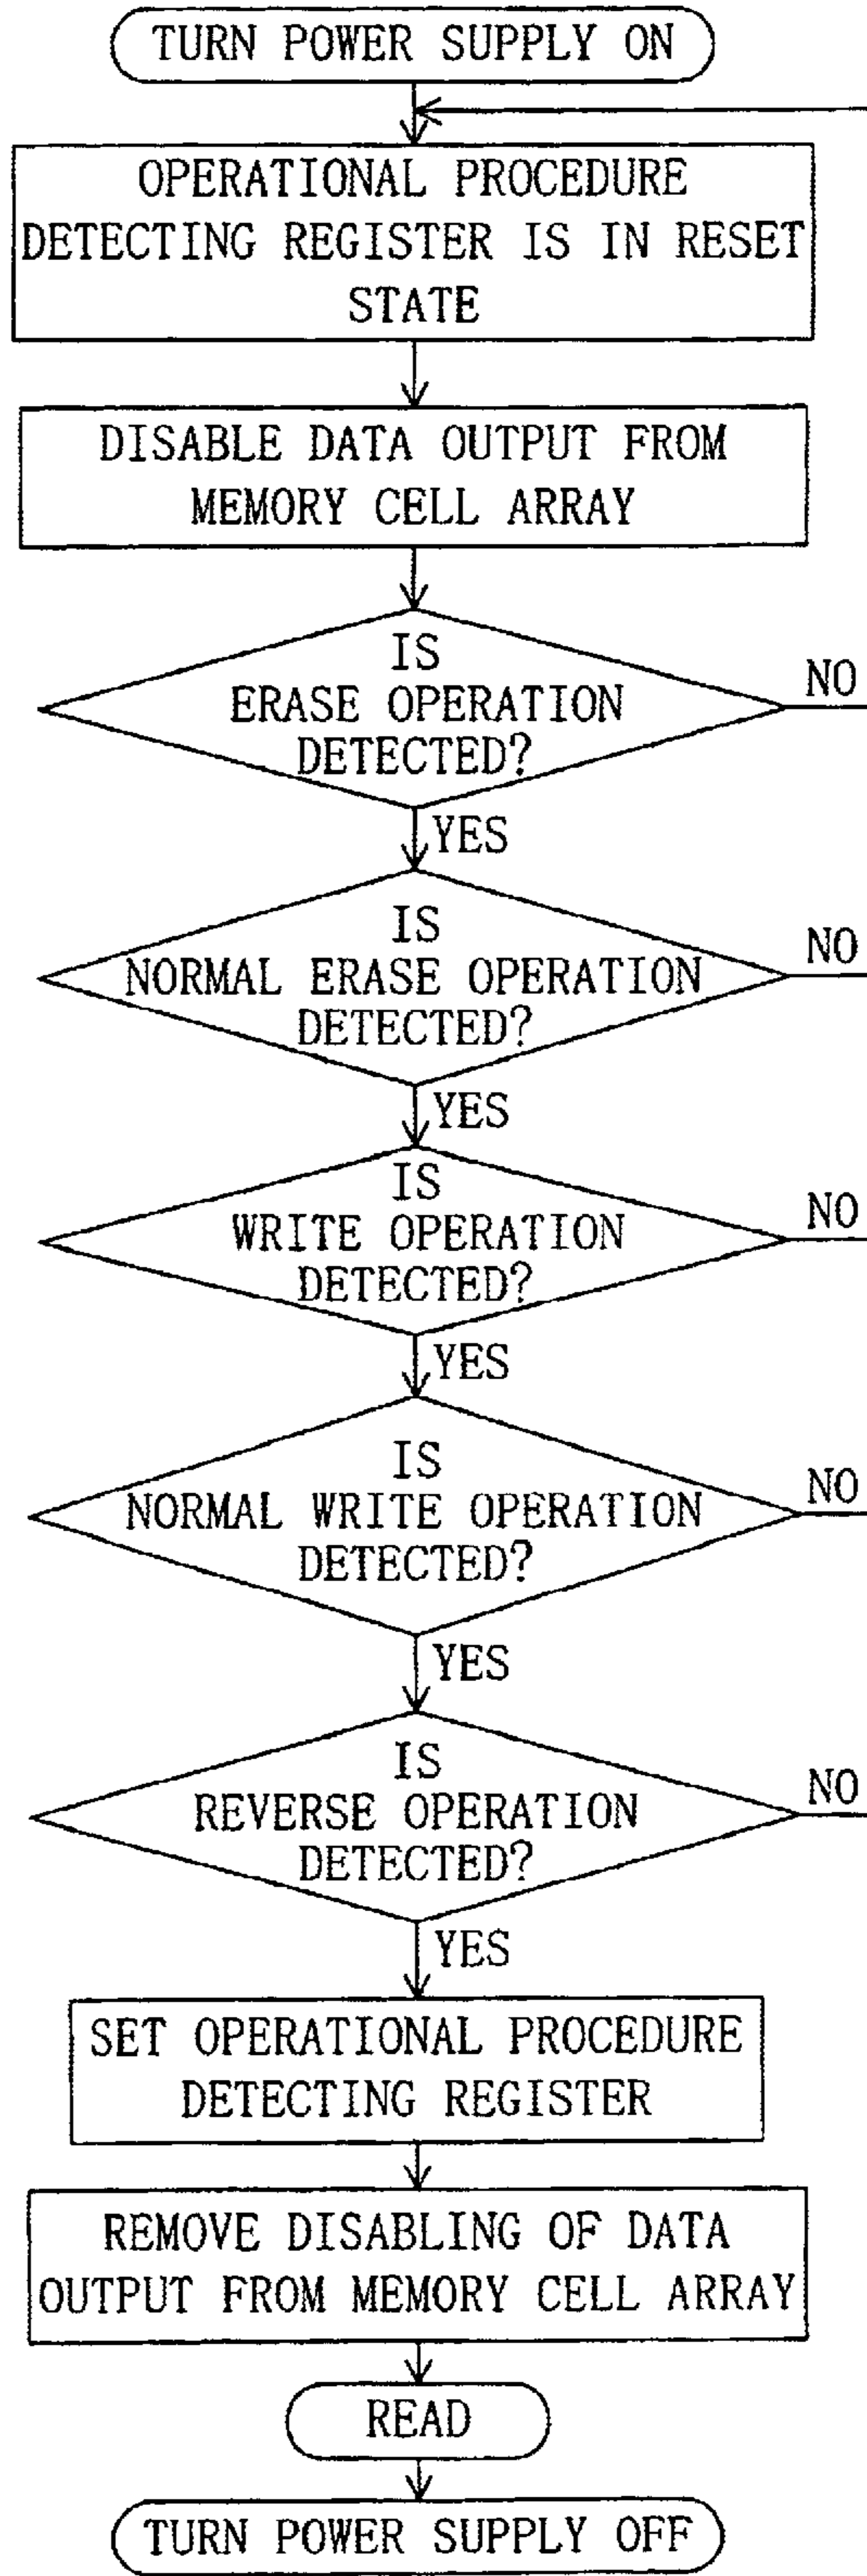 TURN POWER SUPPLY ON
OPERATIONAL PROCEDURE
DETECTING REGISTER IS IN RESET
STATE
DISABLE DATA OUTPUT FROM
MEMORY CELL ARRAY
IS
ERASE OPERATION
DETECTED?
NO
YES
IS
NORMAL ERASE OPERATION
DETECTED?
NO
YES
IS
WRITE OPERATION
DETECTED?
NO
YES
IS
NORMAL WRITE OPERATION
DETECTED?
NO
YES
IS
REVERSE OPERATION
DETECTED?
NO
YES
SET OPERATIONAL PROCEDURE
DETECTING REGISTER
REMOVE DISABLING OF DATA
OUTPUT FROM MEMORY CELL ARRAY
READ
TURN POWER SUPPLY OFF